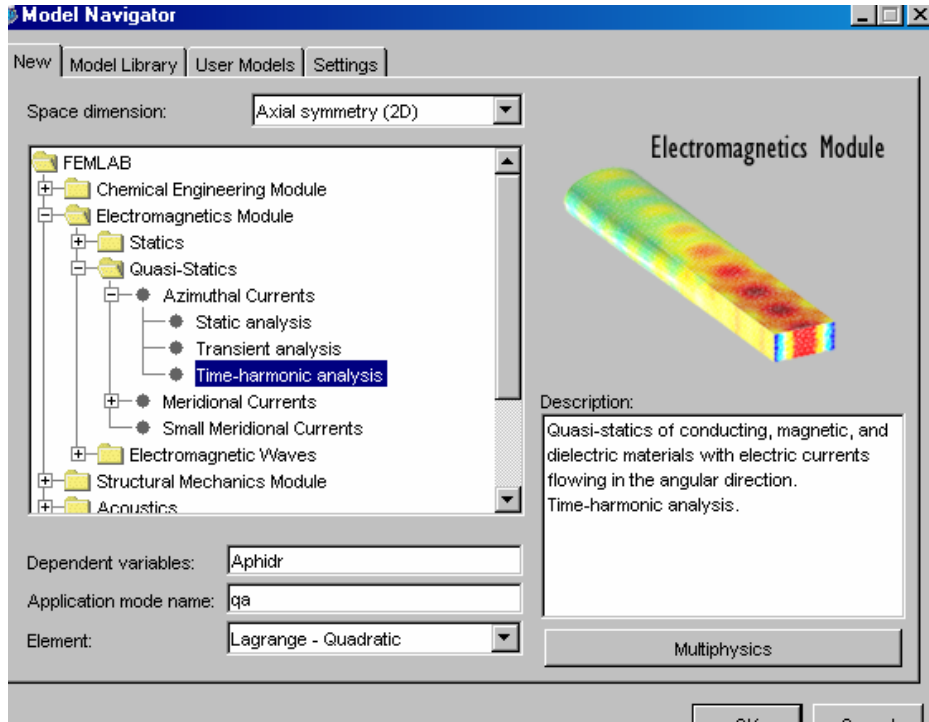 Model Navigator
New Model Library User Models Settings
Space dimension: Axial symmetry (2D)
Electromagnetics Module
FEMLAB
Chemical Engineering Module
Electromagnetics Module
Statics
Quasi-Statics
Azimuthal Currents
Static analysis
Transient analysis
Time-harmonic analysis
Meridional Currents
Small Meridional Currents
Electromagnetic Waves
Structural Mechanics Module
Acoustics
Description:
Quasi-statics of conducting, magnetic, and
dielectric materials with electric currents
flowing in the angular direction.
Time-harmonic analysis.
Dependent variables: Aphidr
Application mode name: qa
Element: Lagrange - Quadratic
Multiphysics